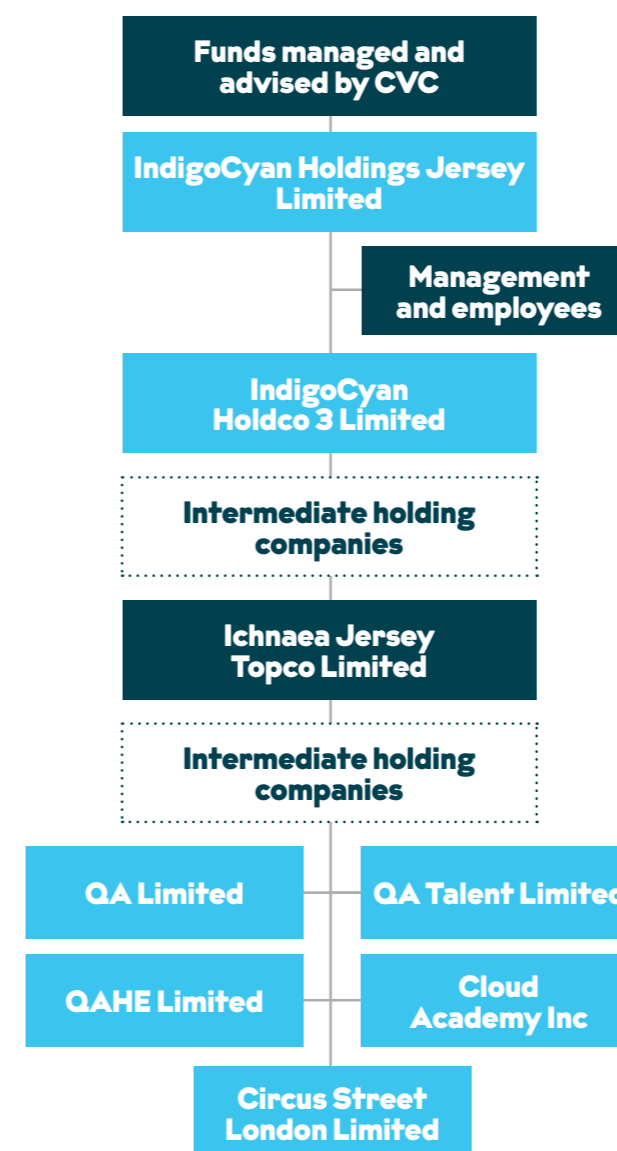 Funds managed and
advised by CVC
IndigoCyan Holdings Jersey
Limited
Management
and employees
IndigoCyan
Holdco 3 Limited
Intermediate holding
companies
Ichnaea Jersey
Topco Limited
Intermediate holding
companies
QA Limited
QA Talent Limited
QAHE Limited
Cloud
Academy Inc
Circus Street
London Limited